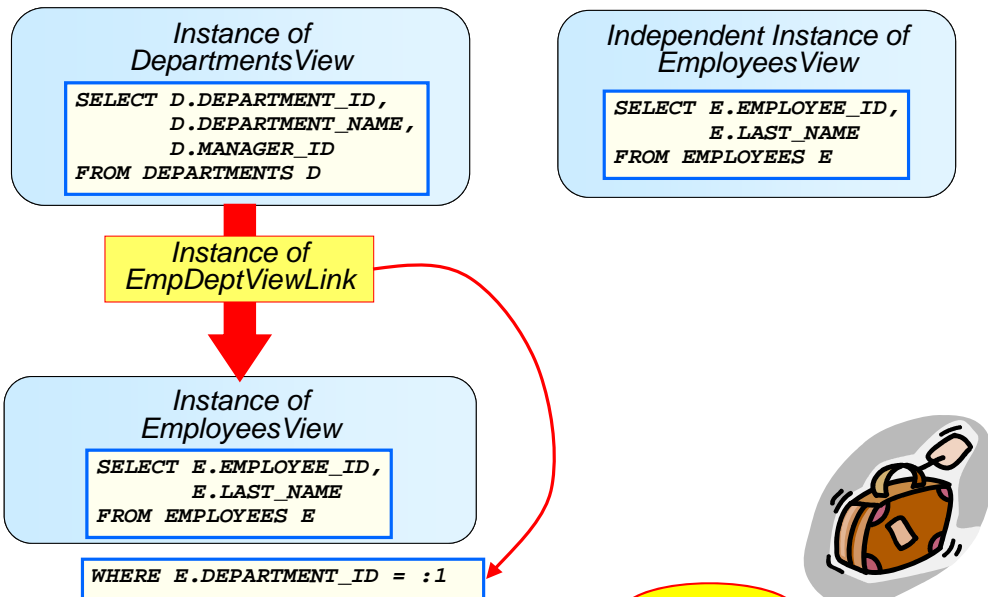 Instance of
DepartmentsView
SELECT D.DEPARTMENT_ID,
D.DEPARTMENT_NAME,
D.MANAGER_ID
FROM DEPARTMENTS D
Independent Instance of
EmployeesView
SELECT E.EMPLOYEE_ID,
E.LAST_NAME
FROM EMPLOYEES E
Instance of
EmpDeptViewLink
Instance of
EmployeesView
SELECT E.EMPLOYEE_ID,
E.LAST_NAME
FROM EMPLOYEES E
WHERE E.DEPARTMENT_ID = :1